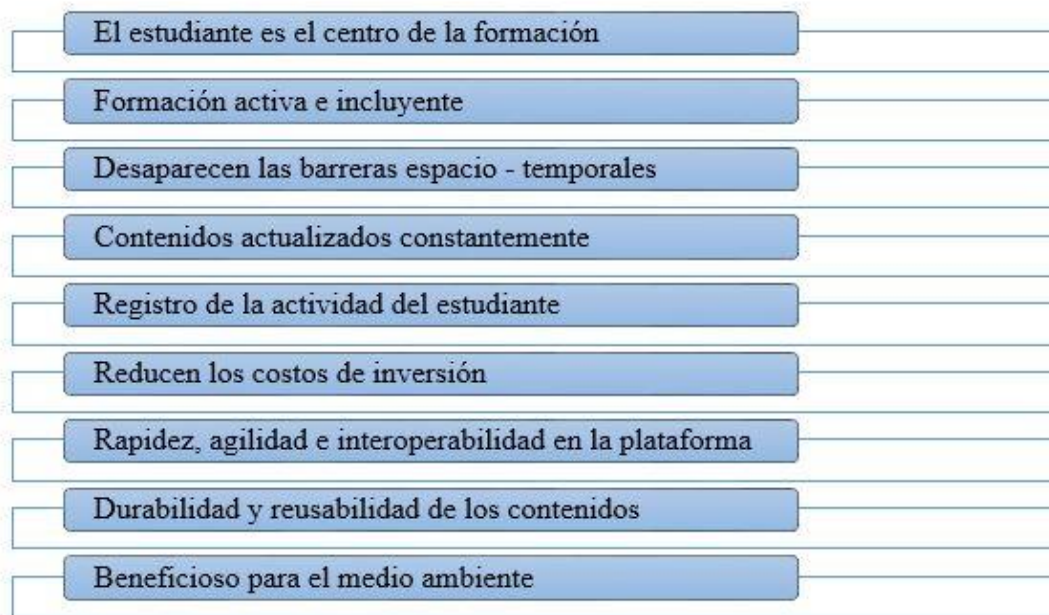 El estudiante es el centro de la formación
Formación activa e incluyente
Desaparecen las barreras espacio - temporales
Contenidos actualizados constantemente
Registro de la actividad del estudiante
Reducen los costos de inversión
Rapidez, agilidad e interoperabilidad en la plataforma
Durabilidad y reusabilidad de los contenidos
Beneficioso para el medio ambiente